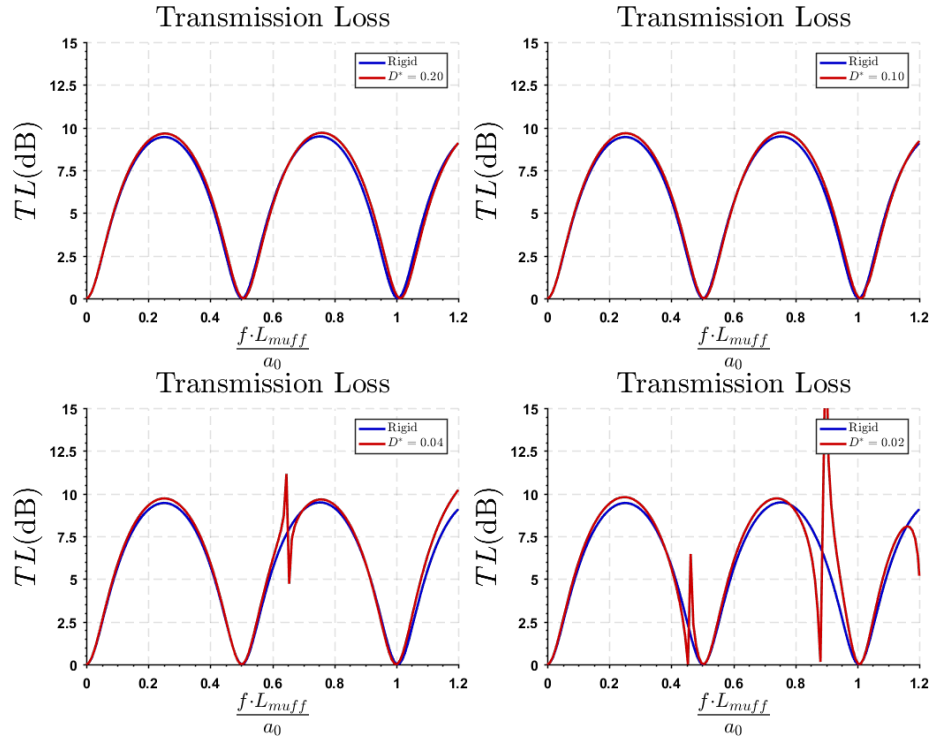 Transmission Loss
15
12.5
10
7.5
5
2.5
0
TL(dB)
Rigid
D* = 0.20
0 0.2 0.4 0.6 0.8 1 1.2
f·L_muff
a_0
Transmission Loss
15
12.5
10
7.5
5
2.5
0
TL(dB)
Rigid
D* = 0.10
0 0.2 0.4 0.6 0.8 1 1.2
f·L_muff
a_0
Transmission Loss
15
12.5
10
7.5
5
2.5
0
TL(dB)
Rigid
D* = 0.04
0 0.2 0.4 0.6 0.8 1 1.2
f·L_muff
a_0
Transmission Loss
15
12.5
10
7.5
5
2.5
0
TL(dB)
Rigid
D* = 0.02
0 0.2 0.4 0.6 0.8 1 1.2
f·L_muff
a_0